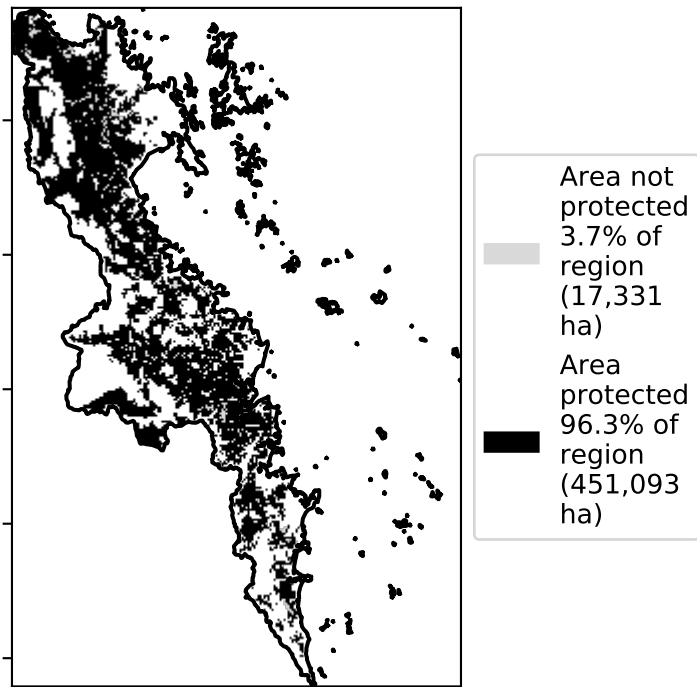 Area not
protected
3.7% of
region
(17,331
ha)
Area
protected
96.3% of
region
(451,093
ha)